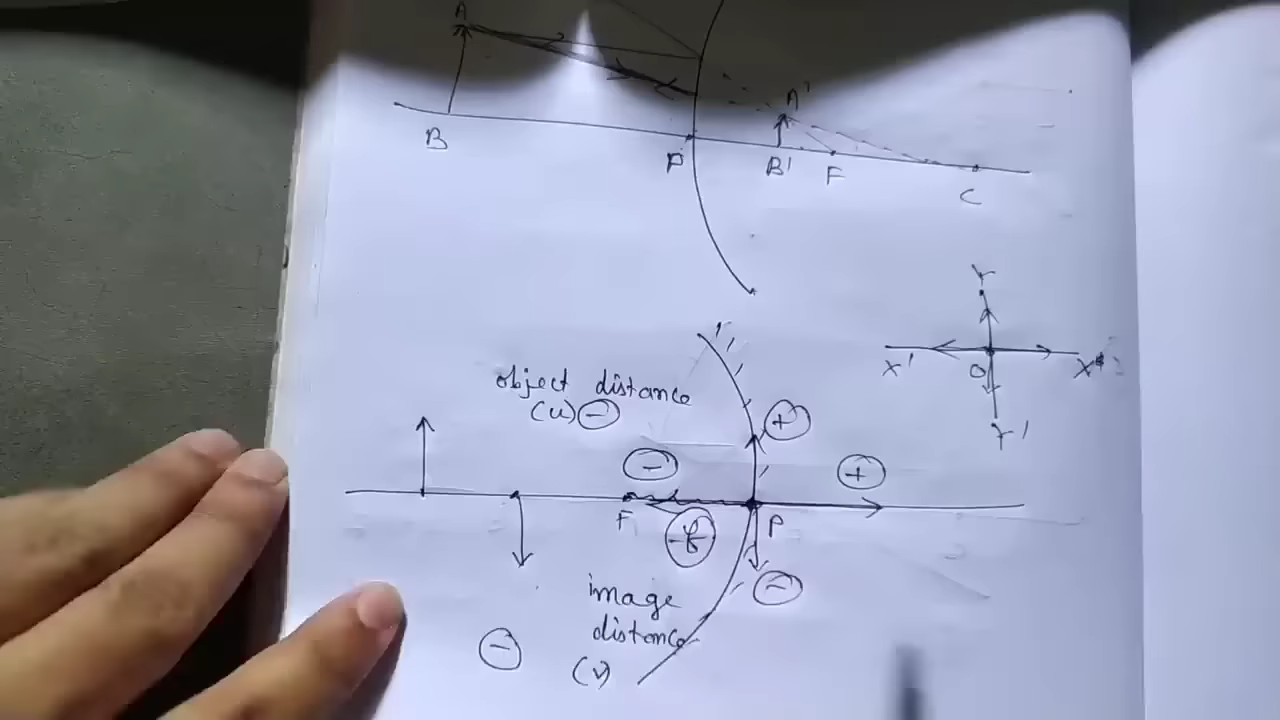 A
B
P
A'
B'
F
C
Y
X'
O
X
Y'
object distance
(u) -
+
-
+
F
-f
P
-
image
distance
-
(v)